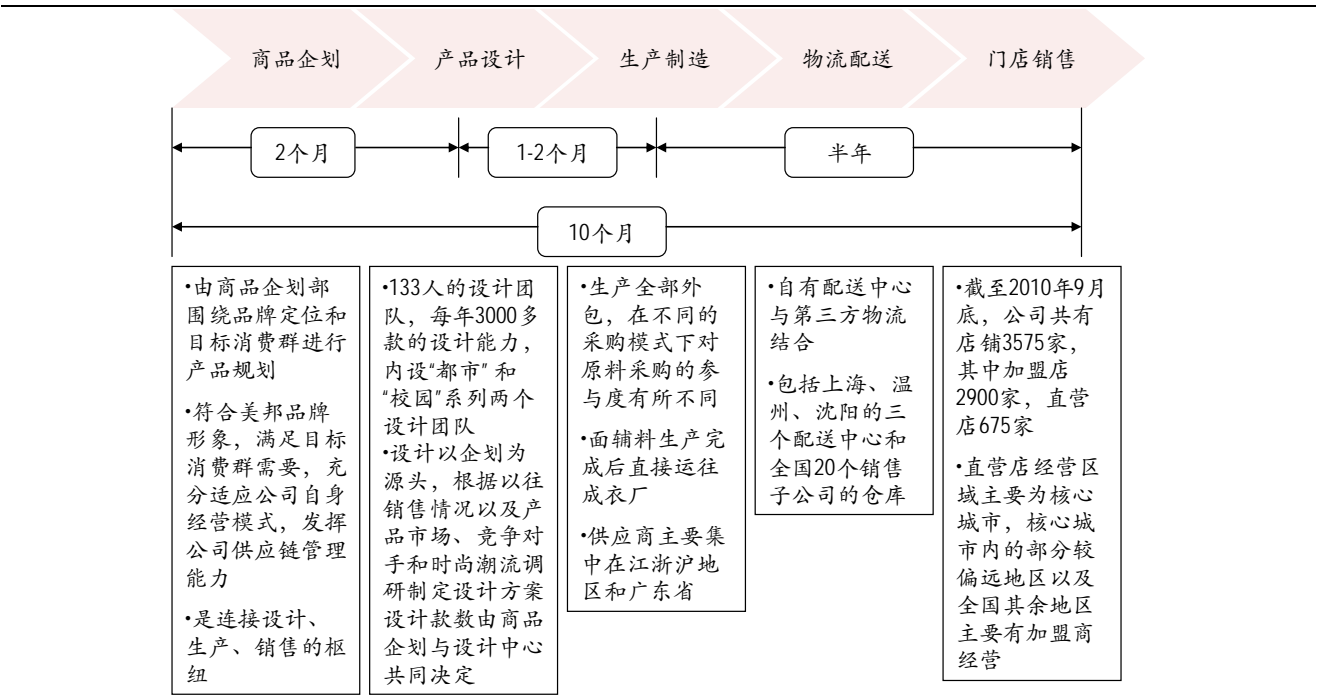 商品企划
产品设计
生产制造
物流配送
门店销售
2个月
1-2个月
半年
10个月
•由商品企划部
围绕品牌定位和
目标消费群进行
产品规划
•符合美邦品牌
形象，满足目标
消费群需要，充
分适应公司自身
经营模式，发挥
公司供应链管理
能力
•是连接设计、
生产、销售的枢
纽
•133人的设计团
队，每年3000多
款的设计能力，
内设“都市” 和
“校园”系列两个
设计团队
•设计以企划为
源头，根据以往
销售情况以及产
品市场、竞争对
手和时尚潮流调
研制定设计方案
设计款数由商品
企划与设计中心
共同决定
•生产全部外
包，在不同的
采购模式下对
原料采购的参
与度有所不同
•面辅料生产完
成后直接运往
成衣厂
•供应商主要集
中在江浙沪地
区和广东省
•自有配送中心
与第三方物流
结合
•包括上海、温
州、沈阳的三
个配送中心和
全国20个销售
子公司的仓库
•截至2010年9月
底，公司共有
店铺3575家，
其中加盟店
2900家，直营
店675家
•直营店经营区
域主要为核心
城市，核心城
市内的部分较
偏远地区以及
全国其余地区
主要有加盟商
经营